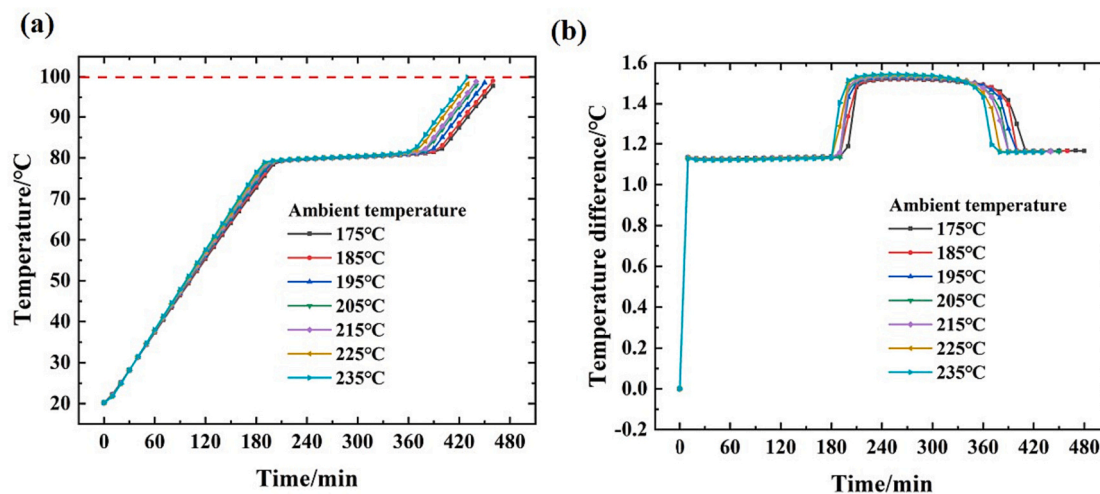 (a)
100
90
80
70
60
50
40
30
20
Temperature/°C
Ambient temperature
175°C
185°C
195°C
205°C
215°C
225°C
235°C
0 60 120 180 240 300 360 420 480
Time/min
(b)
1.6
1.4
1.2
1.0
0.8
0.6
0.4
0.2
0.0
-0.2
Temperature difference/°C
Ambient temperature
175°C
185°C
195°C
205°C
215°C
225°C
235°C
0 60 120 180 240 300 360 420 480
Time/min